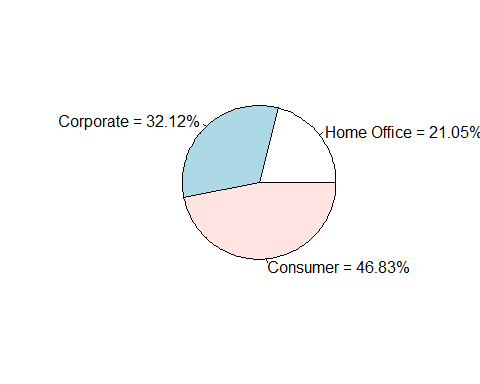 Corporate = 32.12%
Home Office = 21.05%
Consumer = 46.83%